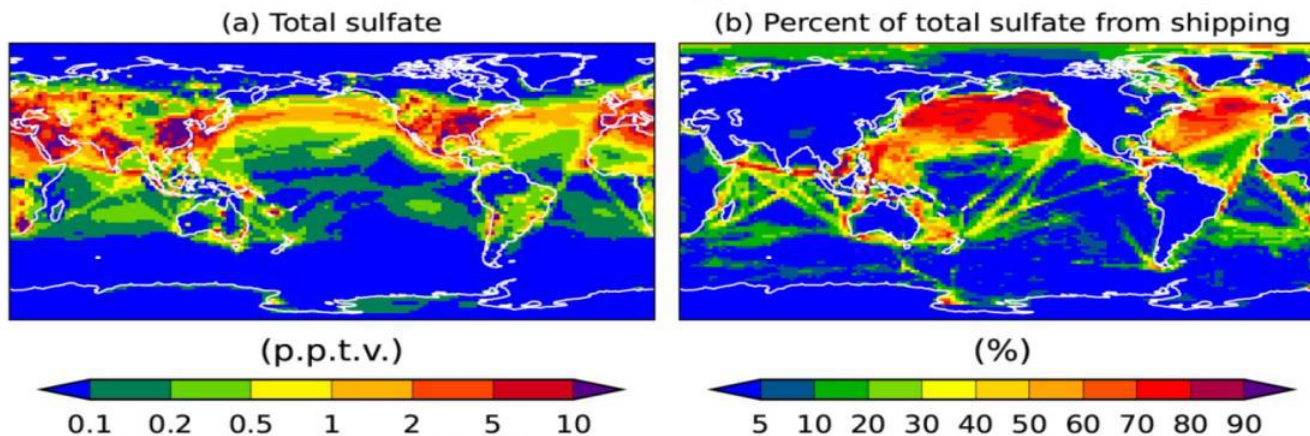 (a) Total sulfate
(b) Percent of total sulfate from shipping
(p.p.t.v.)
(%)
0.1 0.2 0.5 1 2 5 10
5 10 20 30 40 50 60 70 80 90